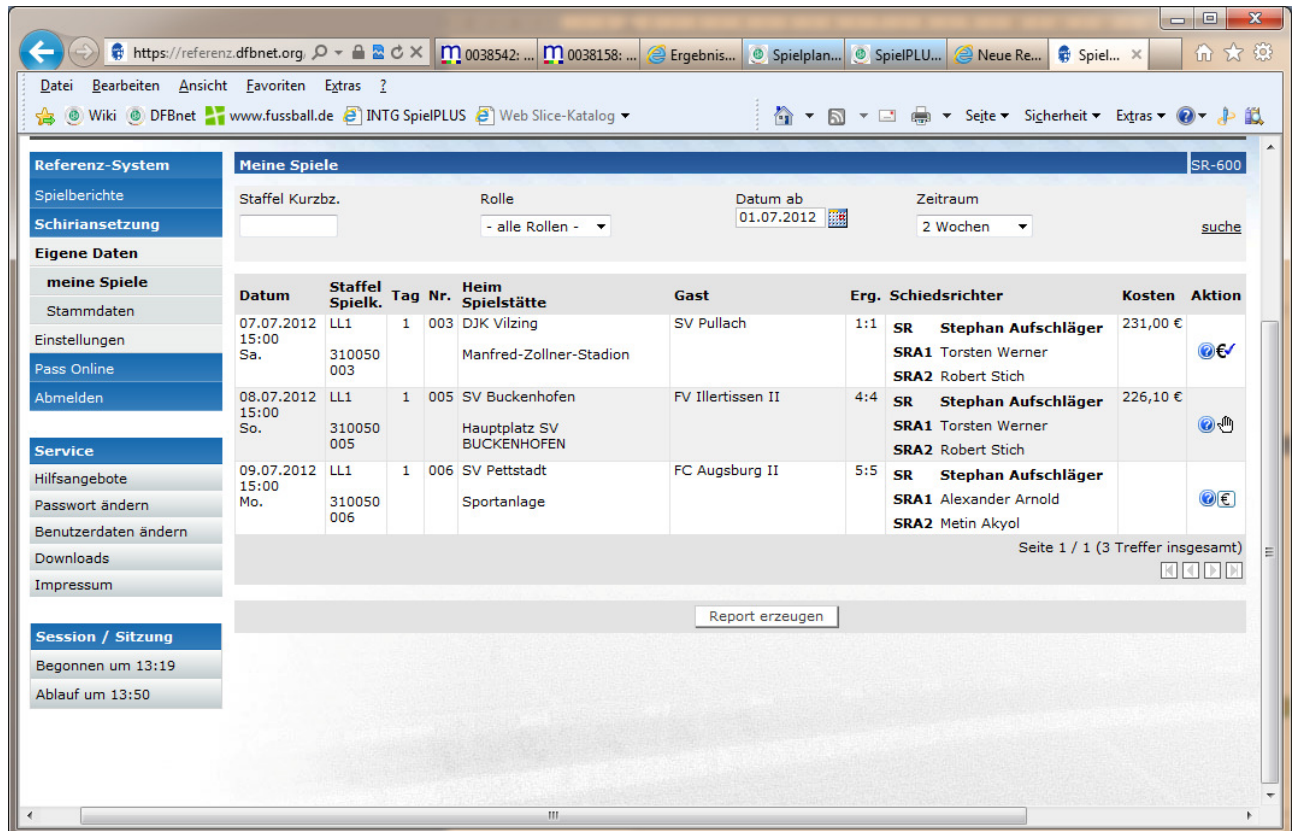 https://referenz.dfbnet.org/
0038542: ...
0038158: ...
Ergebnis...
Spielplan...
SpielPLU...
Neue Re...
Spiel...
Datei Bearbeiten Ansicht Favoriten Extras ?
Wiki DFBnet www.fussball.de INTG SpielPLUS Web Slice-Katalog
Seite Sicherheit Extras
Referenz-System
Spielberichte
Schiriansetzung
Eigene Daten
meine Spiele
Stammdaten
Einstellungen
Pass Online
Abmelden
Service
Hilfsangebote
Passwort ändern
Benutzerdaten ändern
Downloads
Impressum
Session / Sitzung
Begonnen um 13:19
Ablauf um 13:50
Meine Spiele SR-600
Staffel Kurzbz. Rolle Datum ab Zeitraum
- alle Rollen - 01.07.2012 2 Wochen suche
Datum Staffel Spielk. Tag Nr. Heim Spielstätte Gast Erg. Schiedsrichter Kosten Aktion
07.07.2012 LL1 1 003 DJK Vilzing SV Pullach 1:1 SR Stephan Aufschläger 231,00 € €
15:00
Sa. 310050 Manfred-Zollner-Stadion SRA1 Torsten Werner
003 SRA2 Robert Stich
08.07.2012 LL1 1 005 SV Buckenhofen FV Illertissen II 4:4 SR Stephan Aufschläger 226,10 €
15:00
So. 310050 Hauptplatz SV SRA1 Torsten Werner
005 BUCKENHOFEN SRA2 Robert Stich
09.07.2012 LL1 1 006 SV Pettstadt FC Augsburg II 5:5 SR Stephan Aufschläger €
15:00
Mo. 310050 Sportanlage SRA1 Alexander Arnold
006 SRA2 Metin Akyol
Seite 1 / 1 (3 Treffer insgesamt)
Report erzeugen